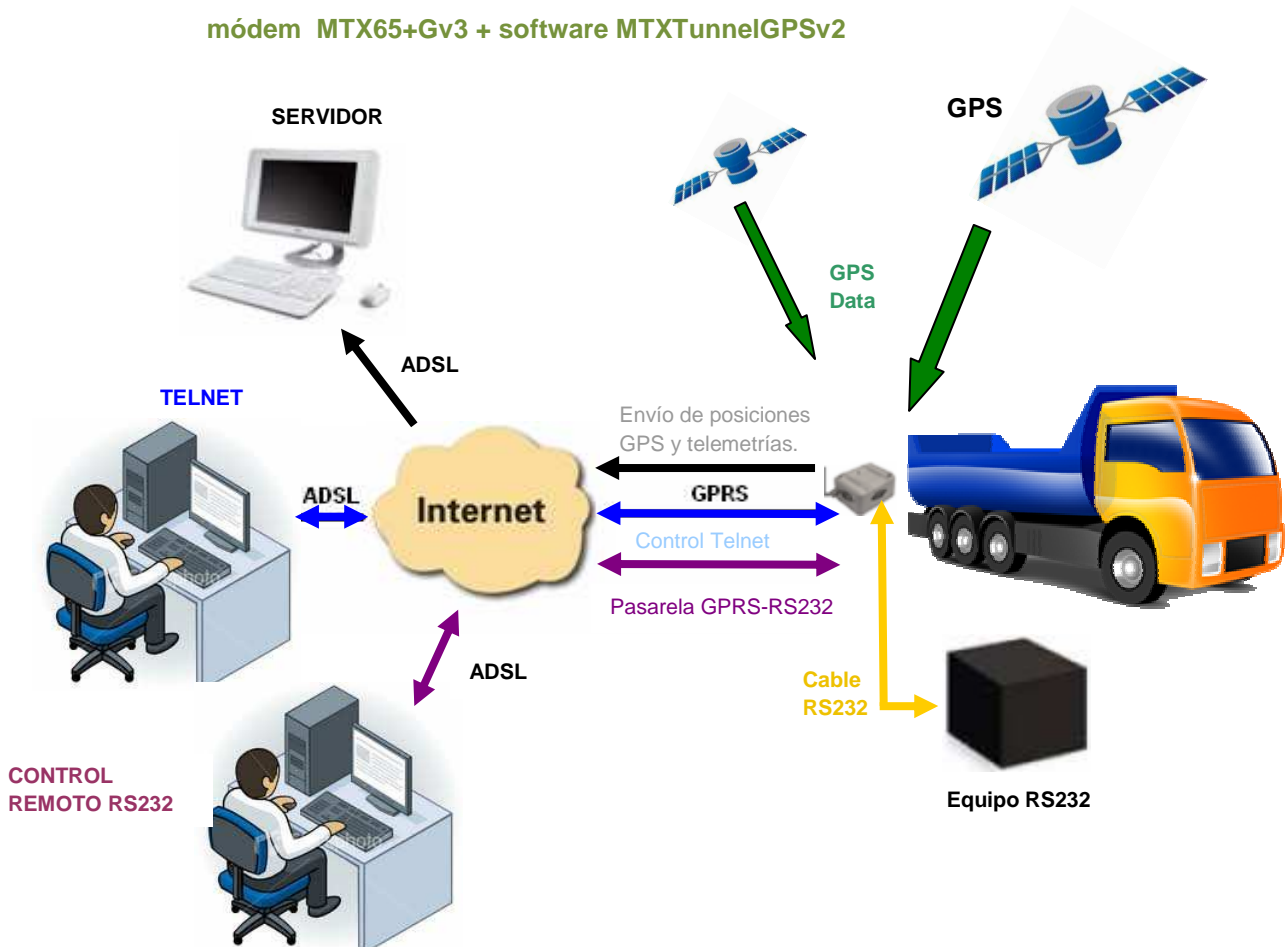 módem MTX65+Gv3 + software MTXTunnelGPSv2
SERVIDOR
GPS
GPS
Data
ADSL
TELNET
Envío de posiciones
GPS y telemetrías.
ADSL
GPRS
Internet
Control Telnet
Pasarela GPRS-RS232
ADSL
Cable
RS232
CONTROL
REMOTO RS232
Equipo RS232